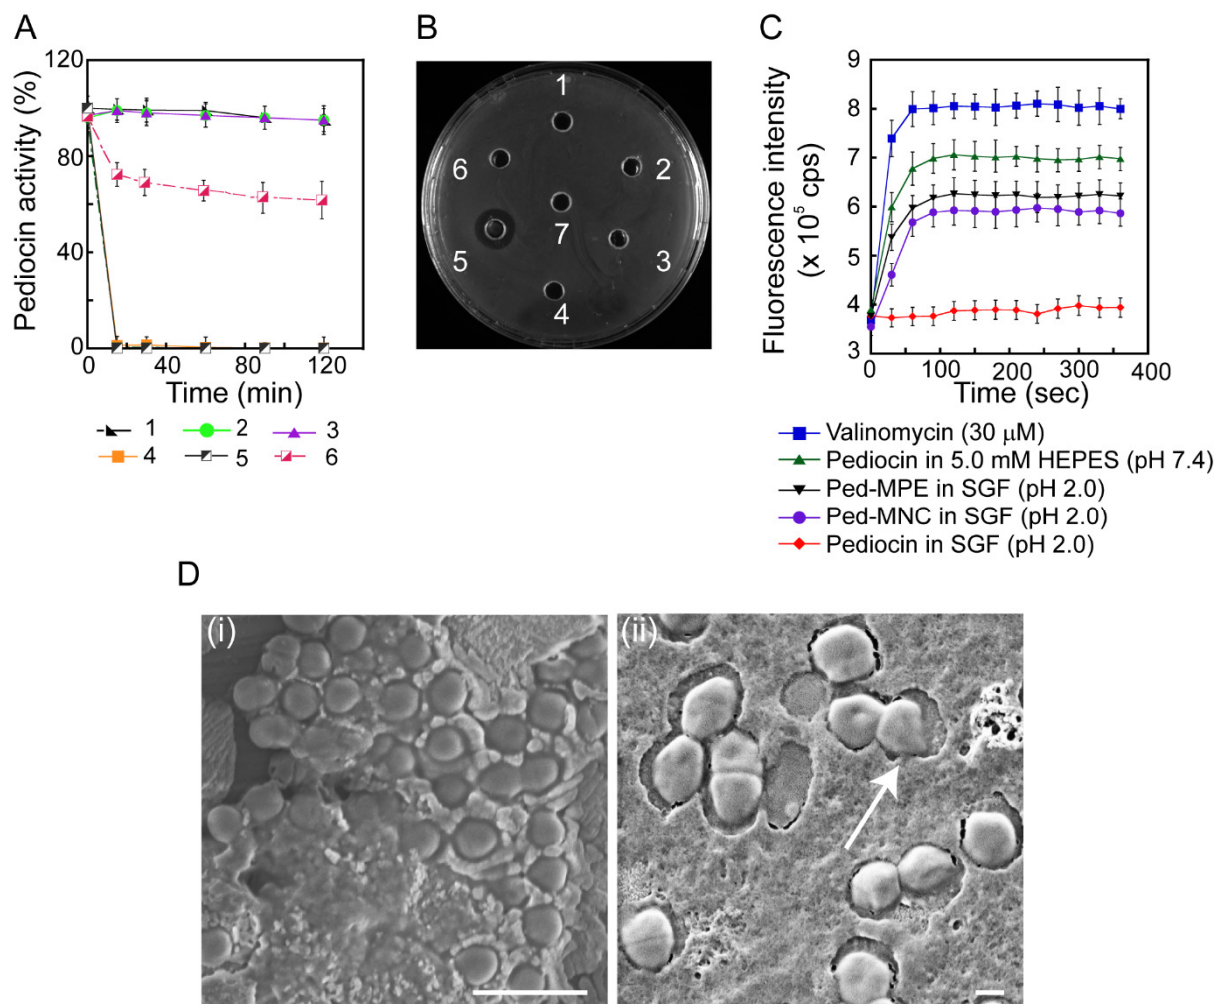 A
Pediocin activity (%)
120
80
40
0
0 40 80 120
Time (min)
1 2 3
4 5 6
B
1
2
3
4
5
6
7
C
Fluorescence intensity
(x 10⁵ cps)
9
8
7
6
5
4
3
0 100 200 300 400
Time (sec)
Valinomycin (30 μM)
Pediocin in 5.0 mM HEPES (pH 7.4)
Ped-MPE in SGF (pH 2.0)
Ped-MNC in SGF (pH 2.0)
Pediocin in SGF (pH 2.0)
D
(i)
(ii)